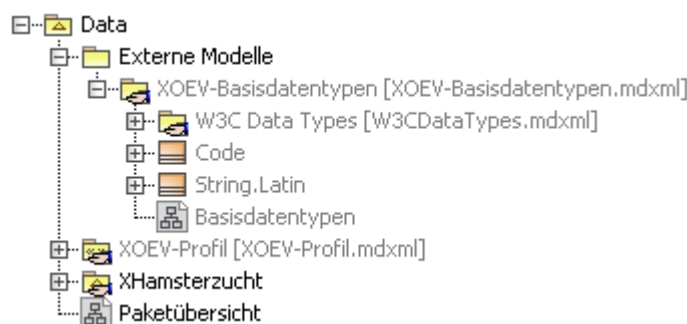 Data
Externe Modelle
XOEV-Basisdatentypen [XOEV-Basisdatentypen.mdxml]
W3C Data Types [W3CDataTypes.mdxml]
Code
String.Latin
Basisdatentypen
XOEV-Profil [XOEV-Profil.mdxml]
XHamsterzucht
Paketübersicht